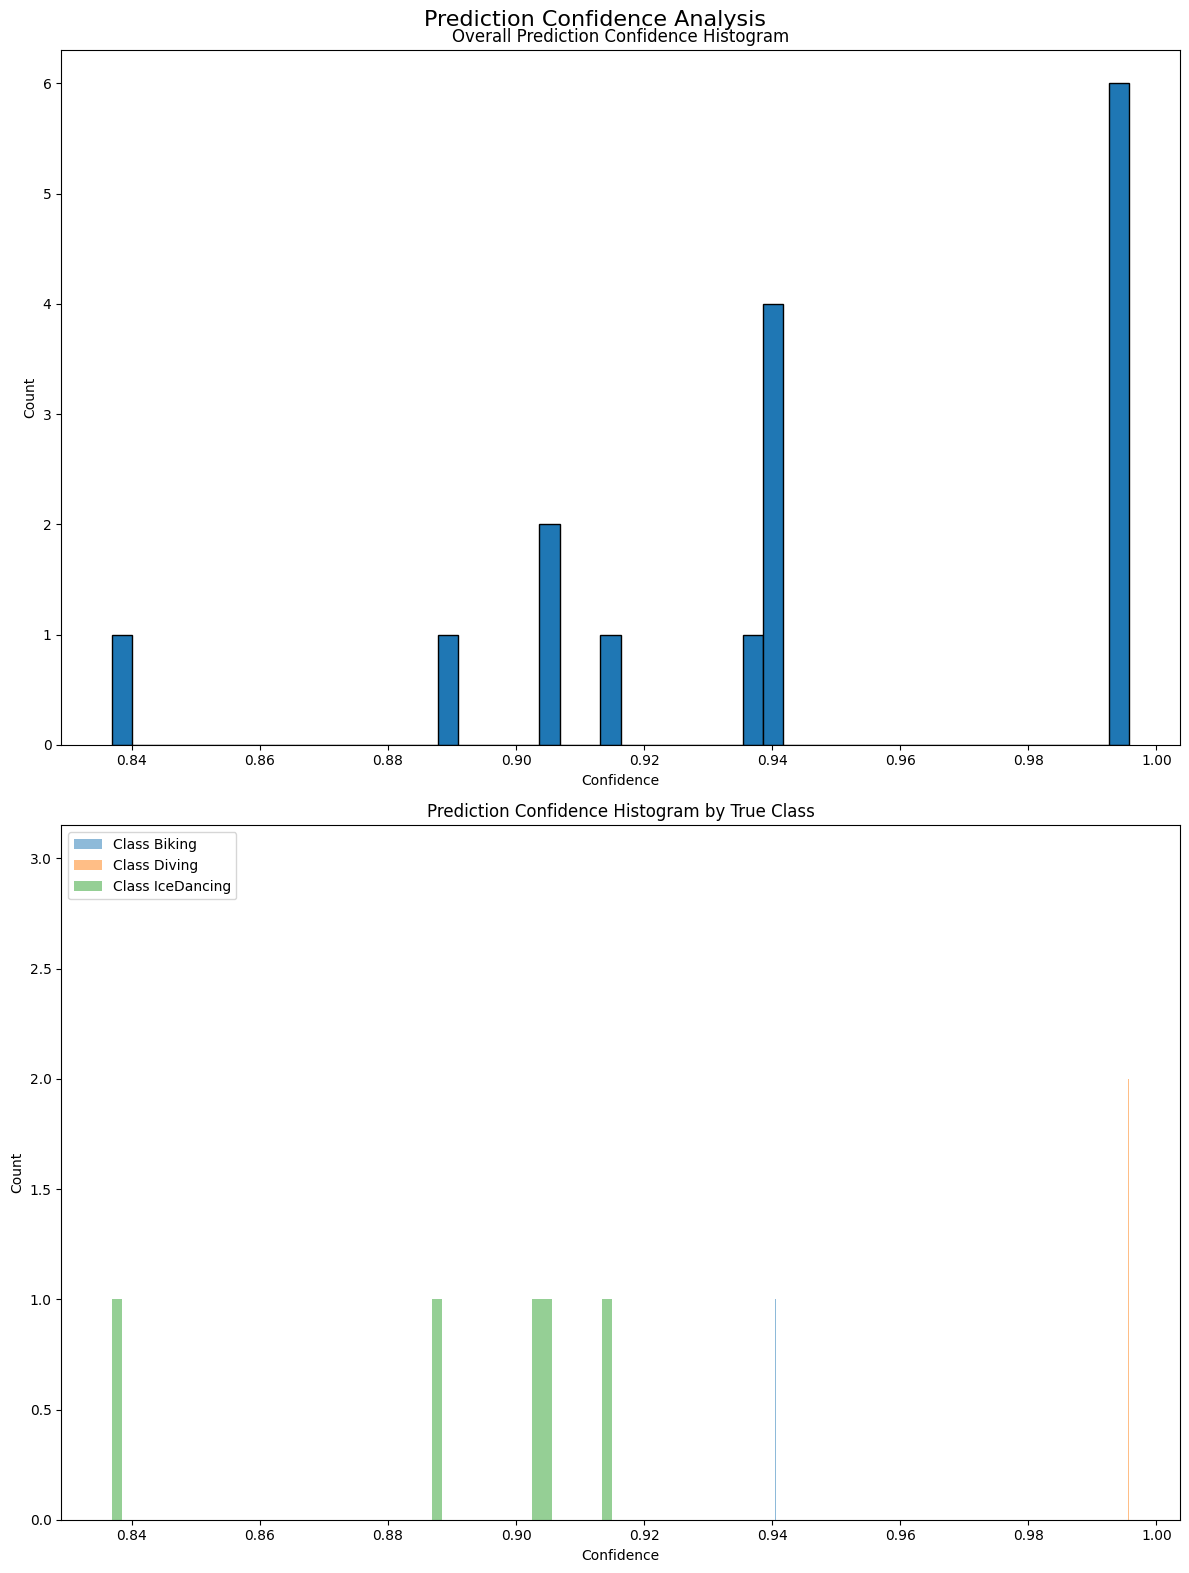 Prediction Confidence Analysis
Overall Prediction Confidence Histogram
6
5
4
3
2
1
0
Count
0.84 0.86 0.88 0.90 0.92 0.94 0.96 0.98 1.00
Confidence
Prediction Confidence Histogram by True Class
Class Biking
Class Diving
Class IceDancing
3.0
2.5
2.0
1.5
1.0
0.5
0.0
Count
0.84 0.86 0.88 0.90 0.92 0.94 0.96 0.98 1.00
Confidence